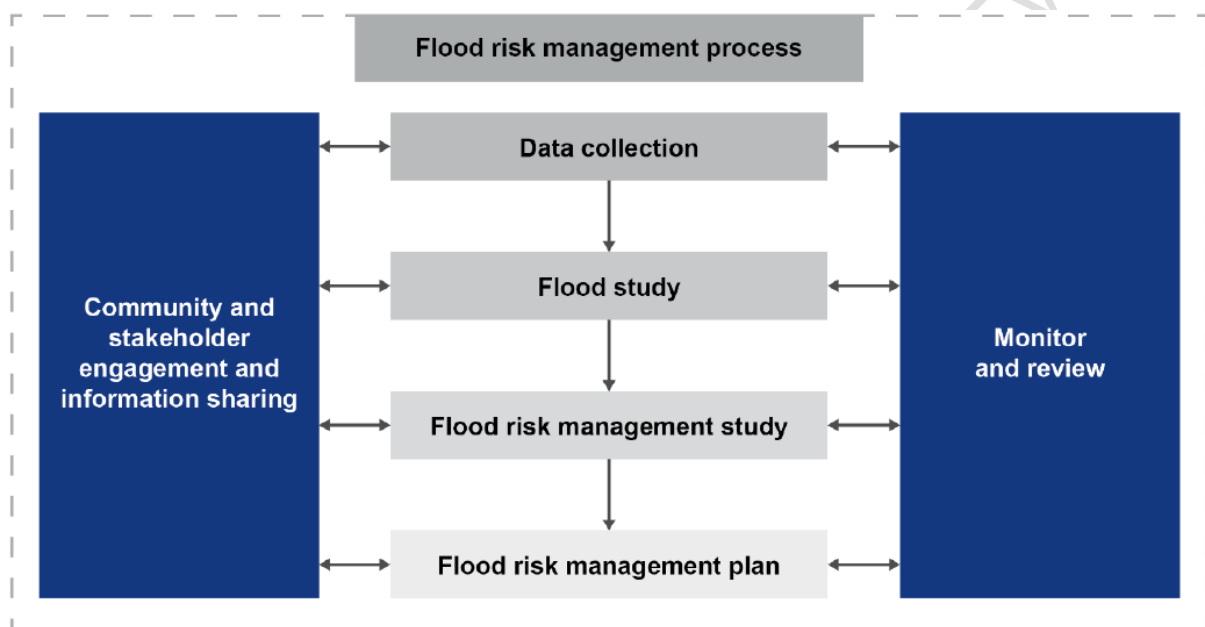 Flood risk management process
Data collection
Flood study
Flood risk management study
Flood risk management plan
Community and
stakeholder
engagement and
information sharing
Monitor
and review